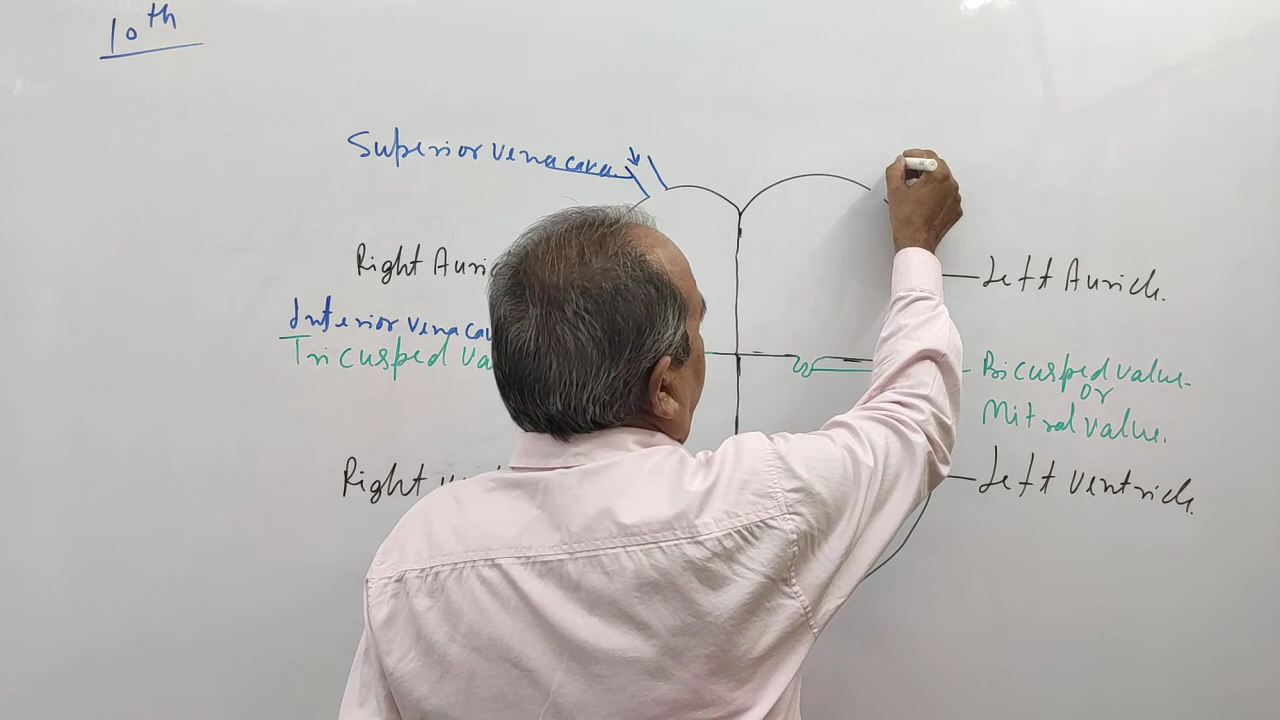 10th
Superior vena cava
Right Auric
Left Auricle.
Inferior vena cav
Tricusped va
Bicusped value.
or
Mitral value.
Right v
Left ventricle.